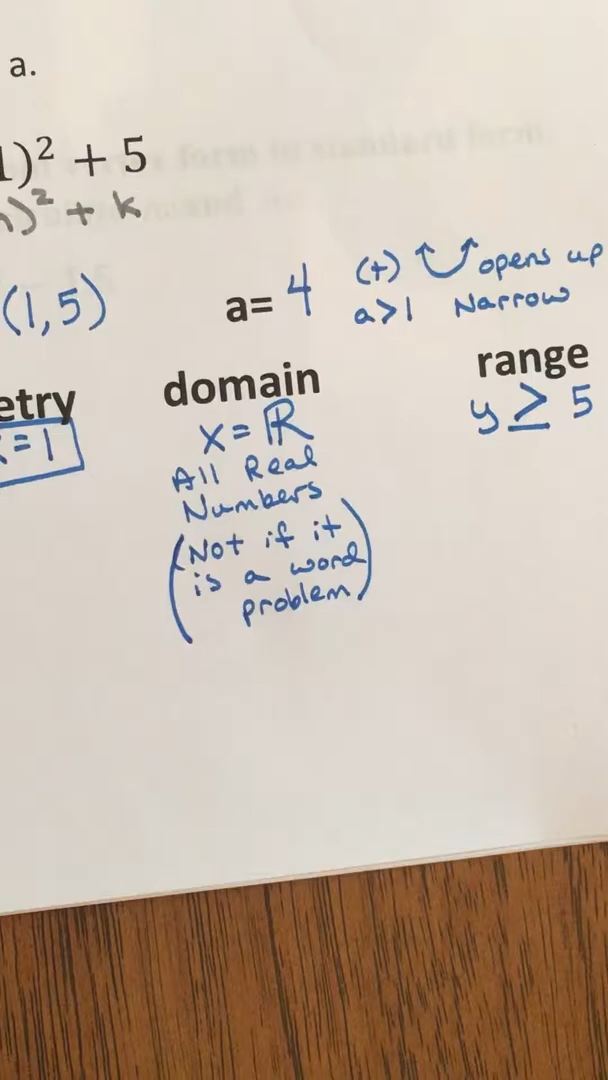 a.
1)² + 5
h)² + k
(1,5)
a= 4 (+) opens up
a>1 Narrow
etry domain range
x=1 x=ℝ y ≥ 5
All Real
Numbers
(Not if it
is a word
problem)